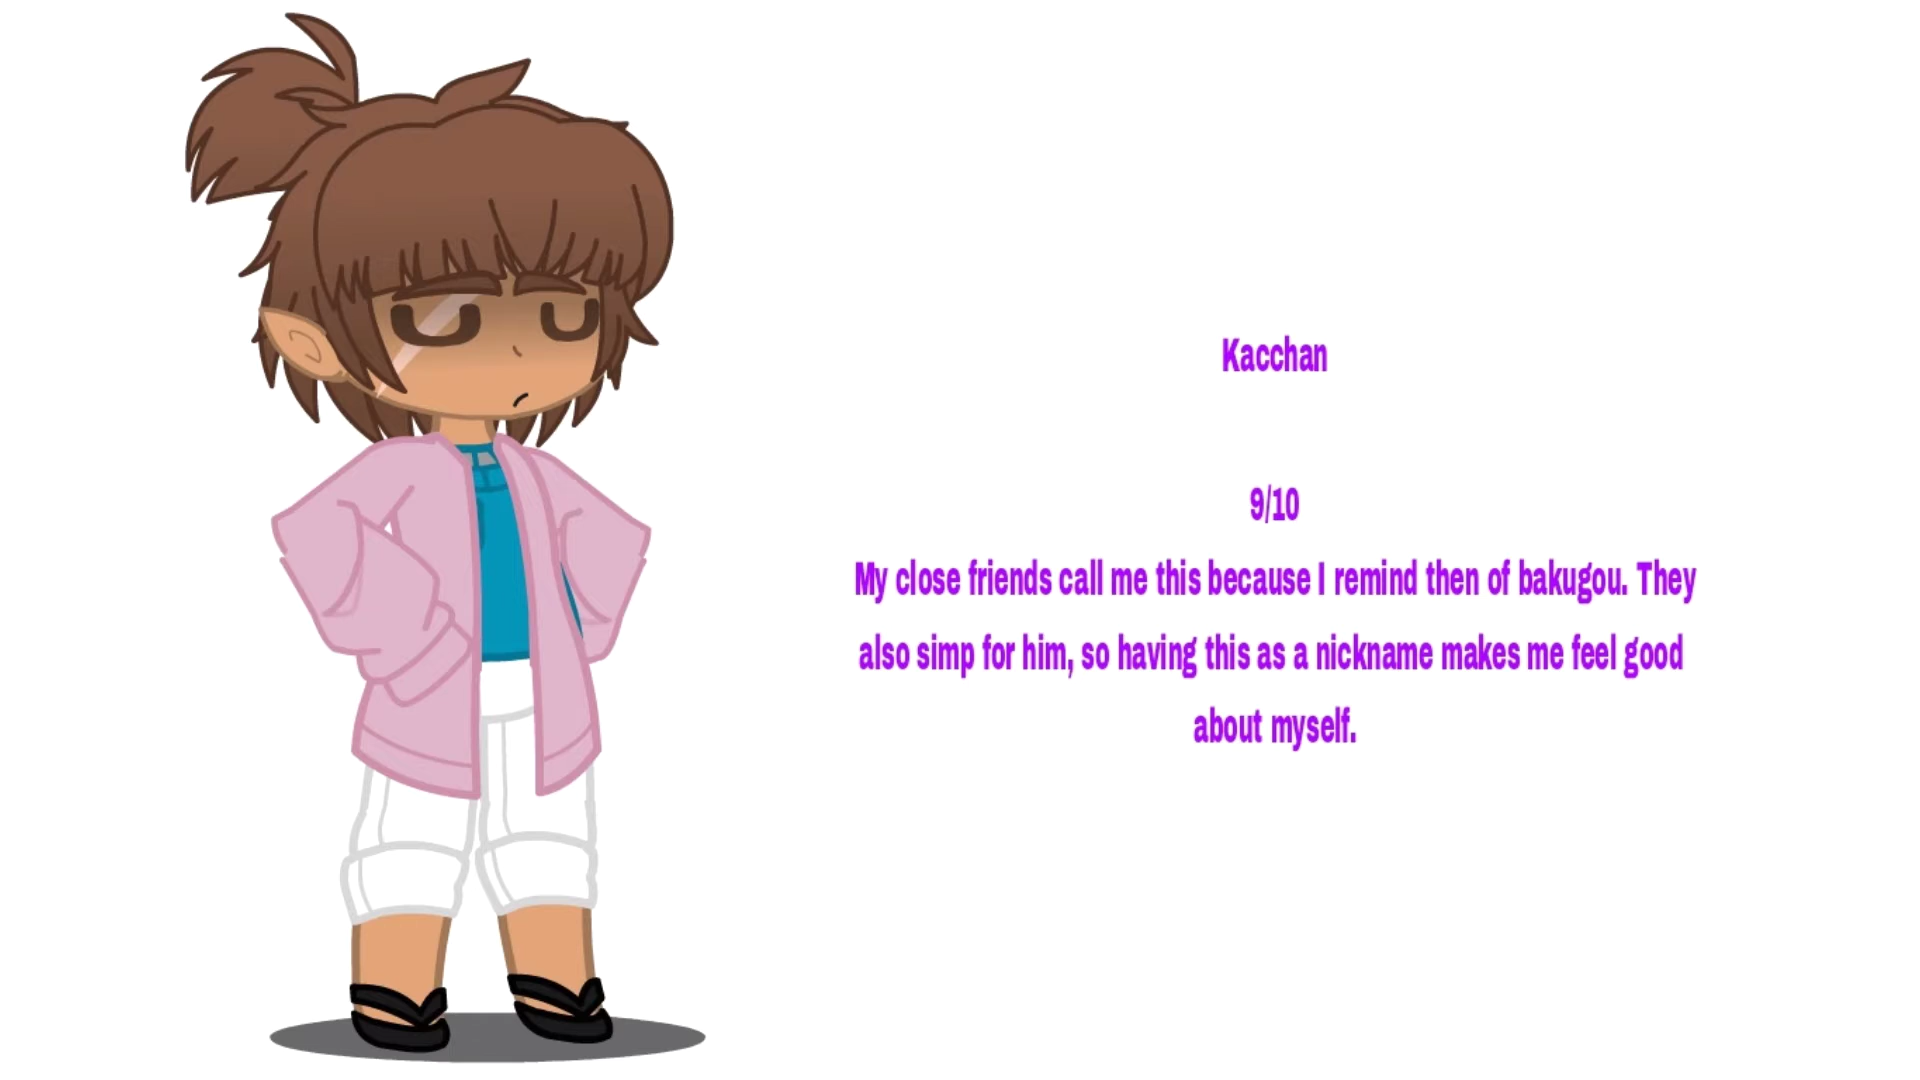 Kacchan
9/10
My close friends call me this because I remind then of bakugou. They
also simp for him, so having this as a nickname makes me feel good
about myself.